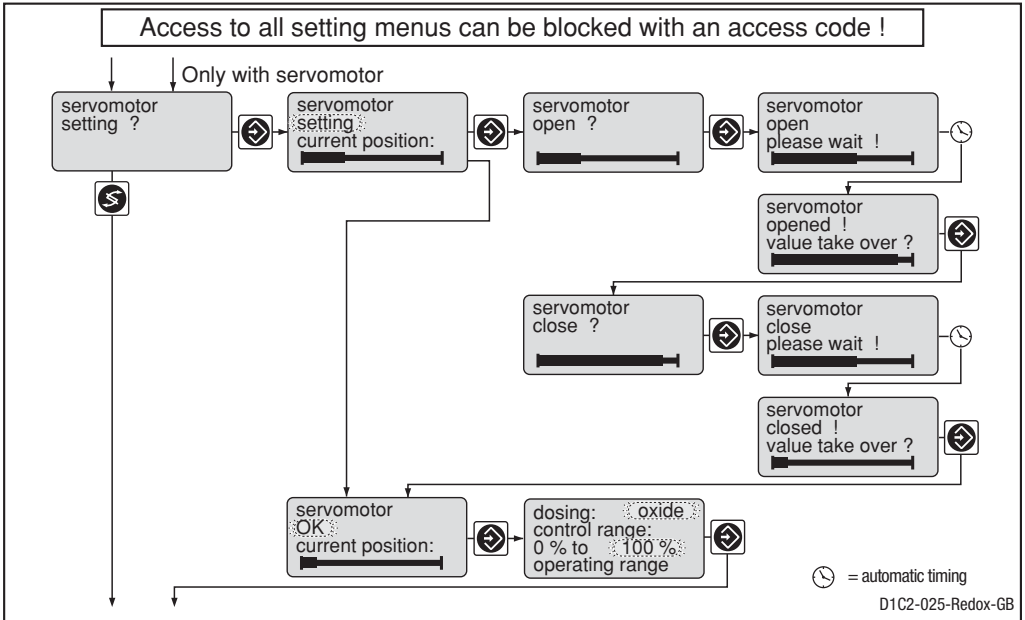 Access to all setting menus can be blocked with an access code !
Only with servomotor
servomotor
setting ?
servomotor
setting
current position:
servomotor
open ?
servomotor
open
please wait !
servomotor
opened !
value take over ?
servomotor
close ?
servomotor
close
please wait !
servomotor
closed !
value take over ?
servomotor
OK
current position:
dosing: oxide
control range:
0 % to 100 %
operating range
= automatic timing
D1C2-025-Redox-GB